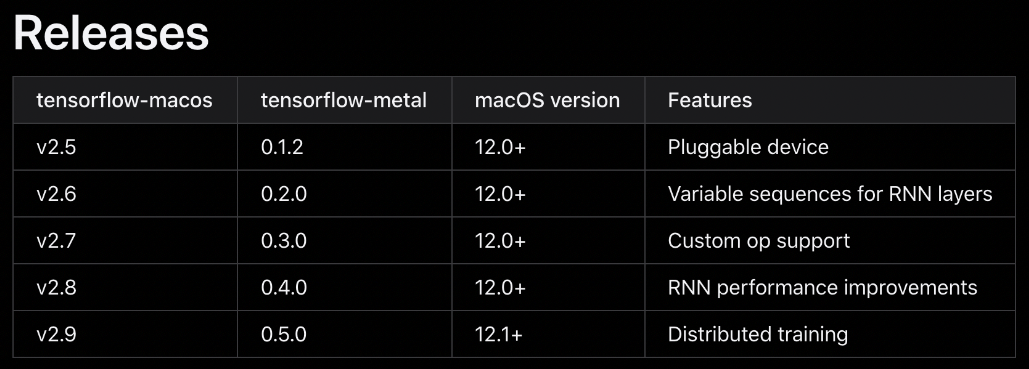 Releases
tensorflow-macos tensorflow-metal macOS version Features
v2.5 0.1.2 12.0+ Pluggable device
v2.6 0.2.0 12.0+ Variable sequences for RNN layers
v2.7 0.3.0 12.0+ Custom op support
v2.8 0.4.0 12.0+ RNN performance improvements
v2.9 0.5.0 12.1+ Distributed training